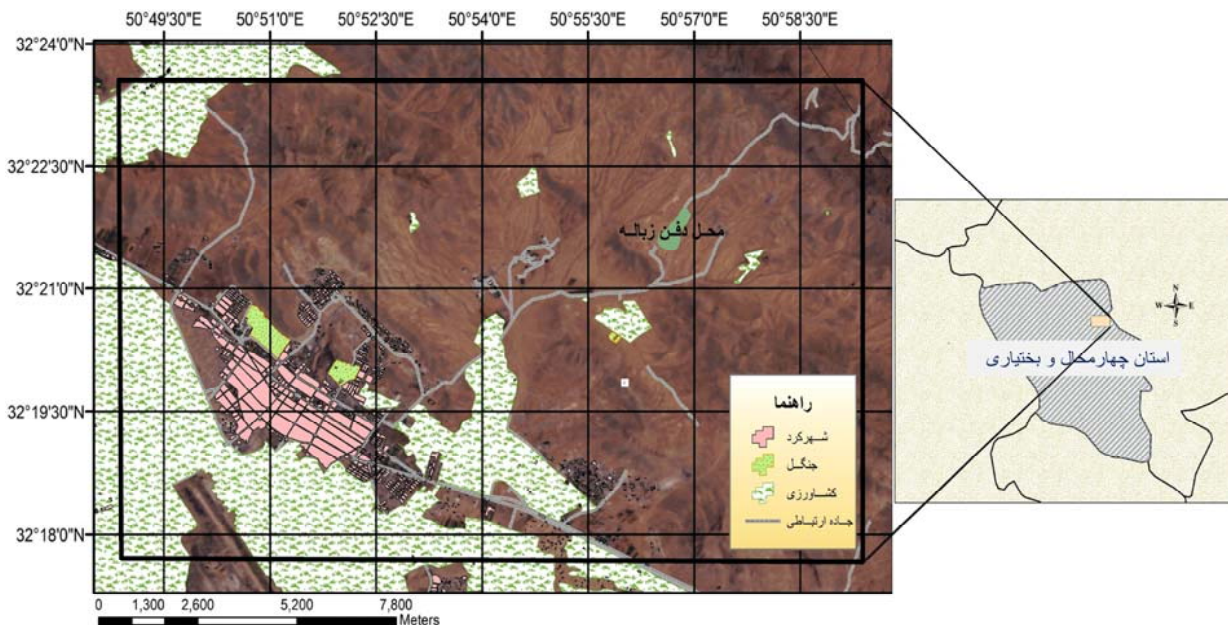 50°49'30"E 50°51'0"E 50°52'30"E 50°54'0"E 50°55'30"E 50°57'0"E 50°58'30"E
32°24'0"N
32°22'30"N
محل دفن زباله
32°21'0"N
N
W E
S
استان چهارمحال و بختیاری
32°19'30"N
راهنما
شهرکرد
جنگل
کشاورزی
جاده ارتباطی
32°18'0"N
0 1,300 2,600 5,200 7,800
Meters